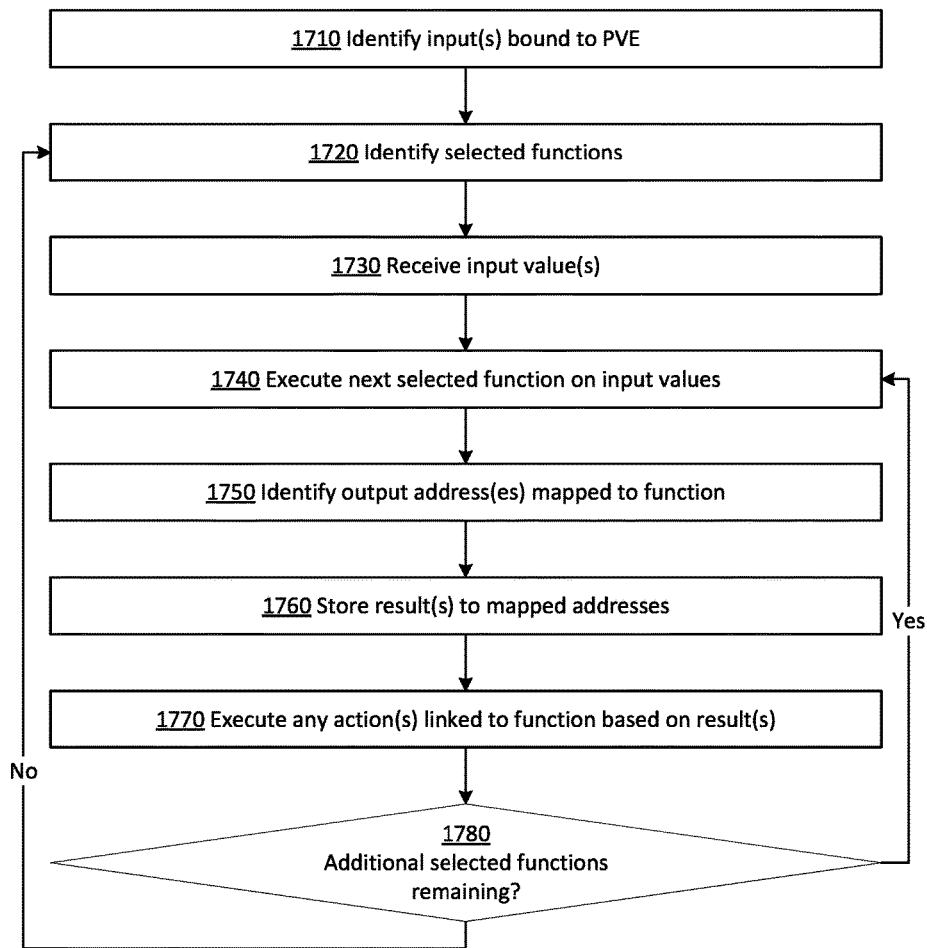 1710 Identify input(s) bound to PVE
1720 Identify selected functions
1730 Receive input value(s)
1740 Execute next selected function on input values
1750 Identify output address(es) mapped to function
1760 Store result(s) to mapped addresses
Yes
1770 Execute any action(s) linked to function based on result(s)
No
1780
Additional selected functions
remaining?